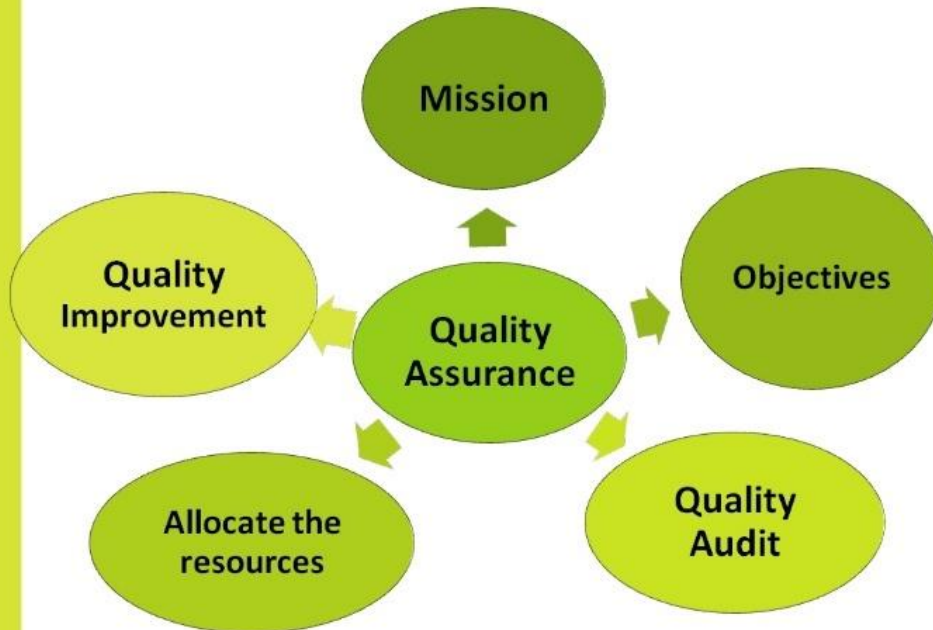 Mission
Quality
Improvement
Objectives
Quality
Assurance
Allocate the
resources
Quality
Audit